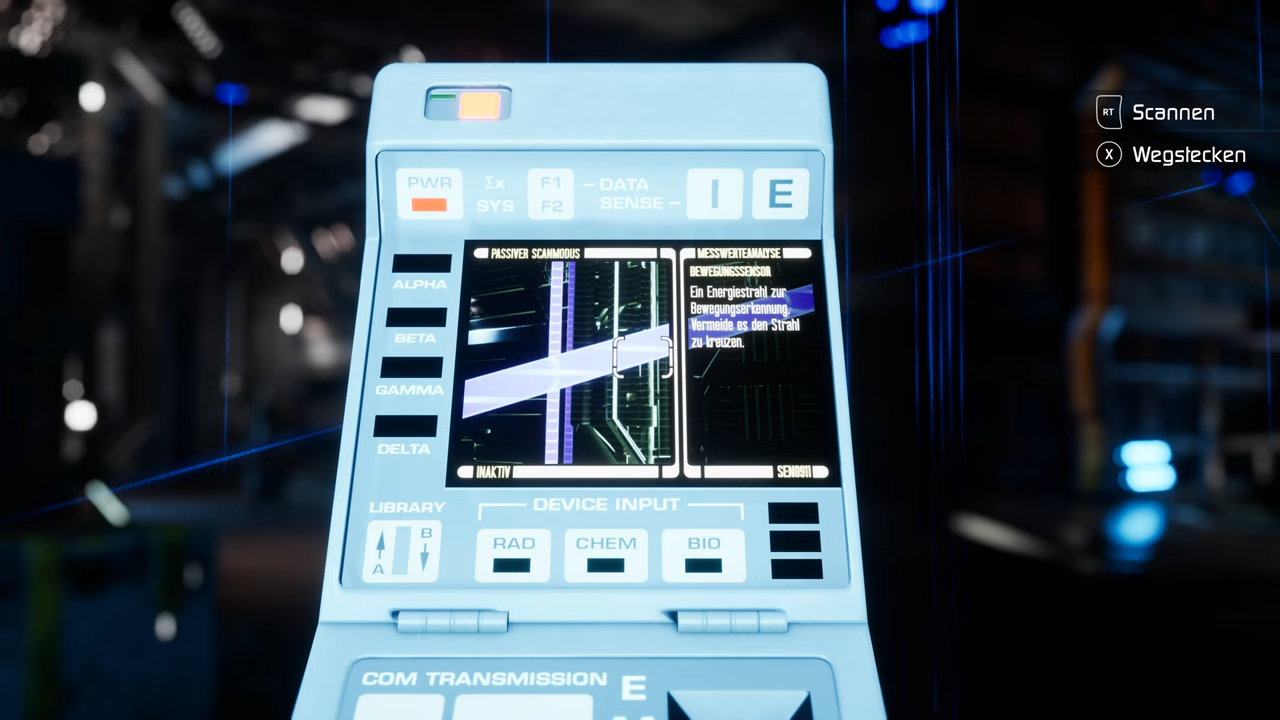 RT Scannen
X Wegstecken
PWR Σx F1 – DATA I E
SYS F2 SENSE –
PASSIVER SCANMODUS
MESSWERTEANALYSE
BEWEGUNGSSENSOR
Ein Energiestrahl zur
Bewegungserkennung.
Vermeide es den Strahl
zu kreuzen.
ALPHA
BETA
GAMMA
DELTA
INAKTIV
SEN0911
LIBRARY
B
A
DEVICE INPUT
RAD CHEM BIO
COM TRANSMISSION E